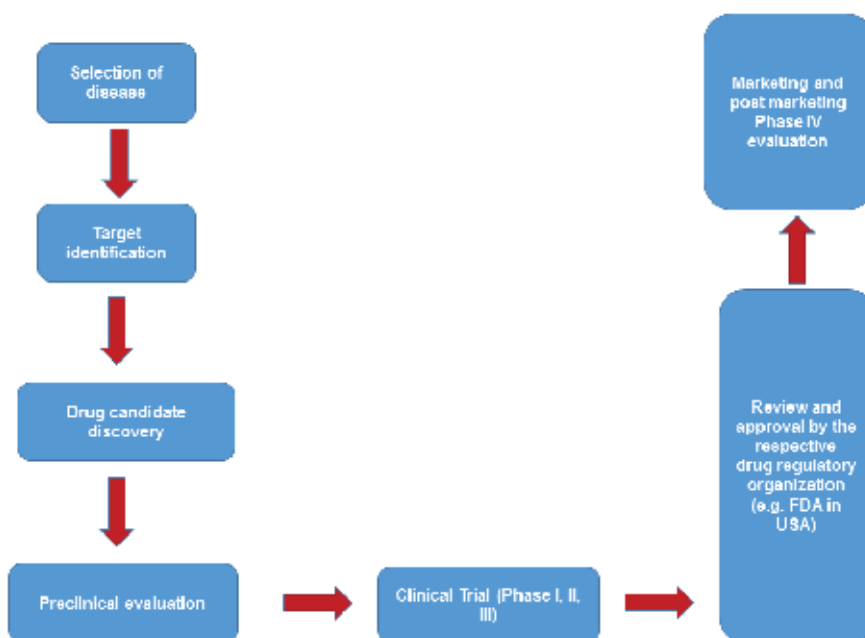 Selection of
disease
Target
identification
Drug candidate
discovery
Preclinical evaluation
Clinical Trial (Phase I, II,
III)
Review and
approval by the
respective
drug regulatory
organization
(e.g. FDA in
USA)
Marketing and
post marketing
Phase IV
evaluation